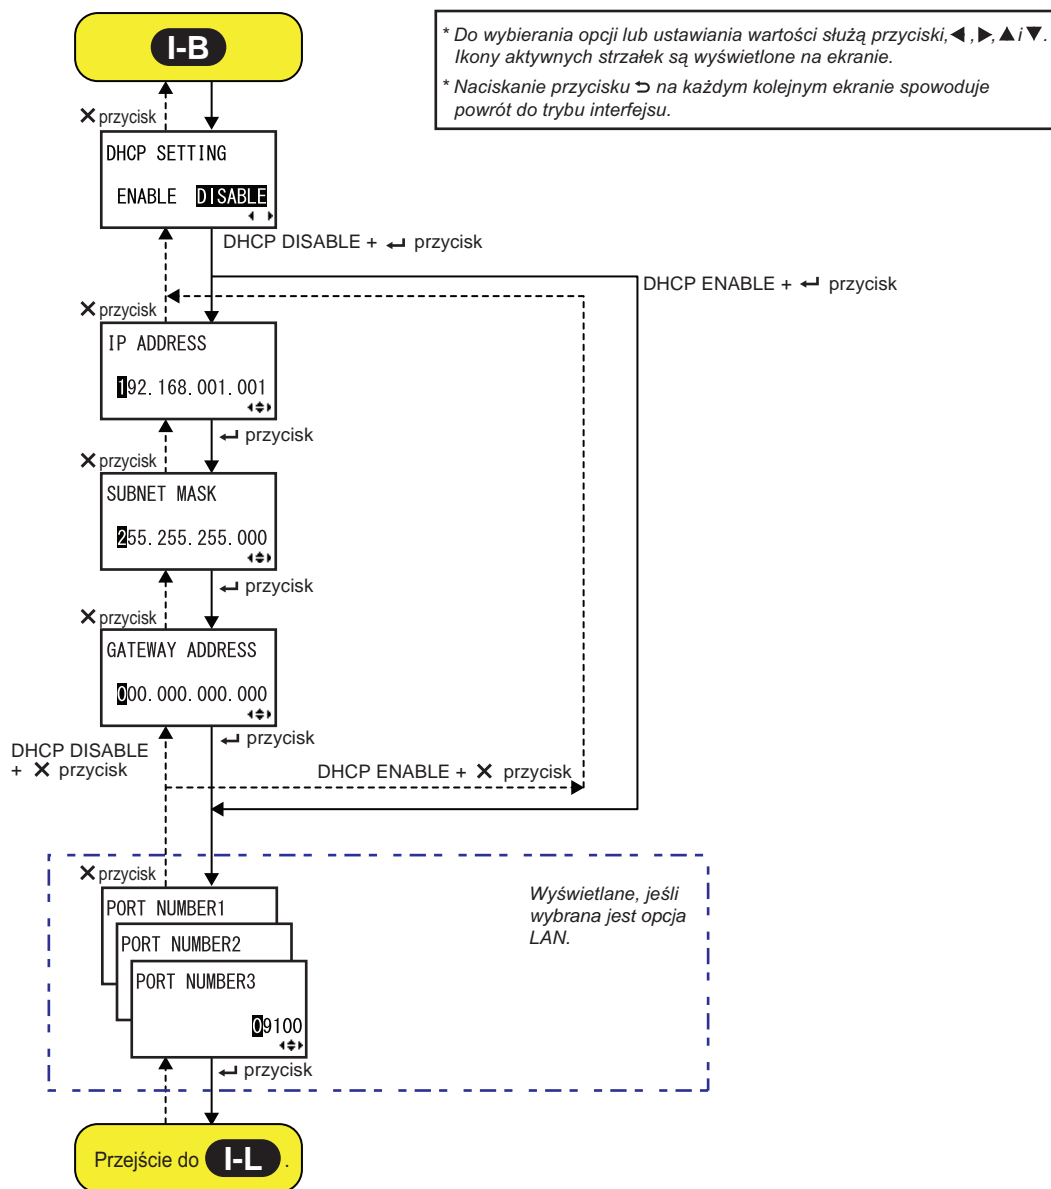 I-B
* Do wybierania opcji lub ustawiania wartości służą przyciski,◀ , ▶, ▲ i ▼.
Ikony aktywnych strzałek są wyświetlone na ekranie.
* Naciskanie przycisku ⮌ na każdym kolejnym ekranie spowoduje
powrót do trybu interfejsu.
✕ przycisk
DHCP SETTING
ENABLE DISABLE
DHCP DISABLE + ↵ przycisk
DHCP ENABLE + ↵ przycisk
✕ przycisk
IP ADDRESS
192.168.001.001
↵ przycisk
✕ przycisk
SUBNET MASK
255.255.255.000
↵ przycisk
✕ przycisk
GATEWAY ADDRESS
000.000.000.000
↵ przycisk
DHCP DISABLE
+ ✕ przycisk
DHCP ENABLE + ✕ przycisk
✕ przycisk
Wyświetlane, jeśli
wybrana jest opcja
LAN.
PORT NUMBER1
PORT NUMBER2
PORT NUMBER3
09100
↵ przycisk
Przejście do I-L .